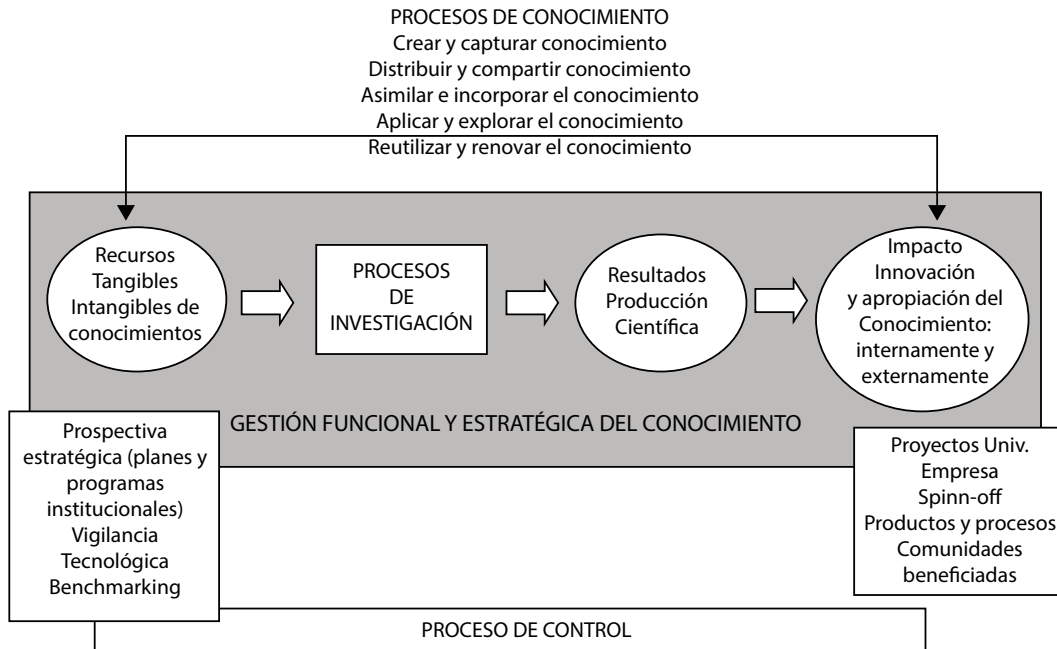 PROCESOS DE CONOCIMIENTO
Crear y capturar conocimiento
Distribuir y compartir conocimiento
Asimilar e incorporar el conocimiento
Aplicar y explorar el conocimiento
Reutilizar y renovar el conocimiento
Recursos
Tangibles
Intangibles de
conocimientos
PROCESOS
DE
INVESTIGACIÓN
Resultados
Producción
Científica
Impacto
Innovación
y apropiación del
Conocimiento:
internamente y
externamente
GESTIÓN FUNCIONAL Y ESTRATÉGICA DEL CONOCIMIENTO
Prospectiva
estratégica (planes y
programas
institucionales)
Vigilancia
Tecnológica
Benchmarking
Proyectos Univ.
Empresa
Spinn-off
Productos y procesos
Comunidades
beneficiadas
PROCESO DE CONTROL